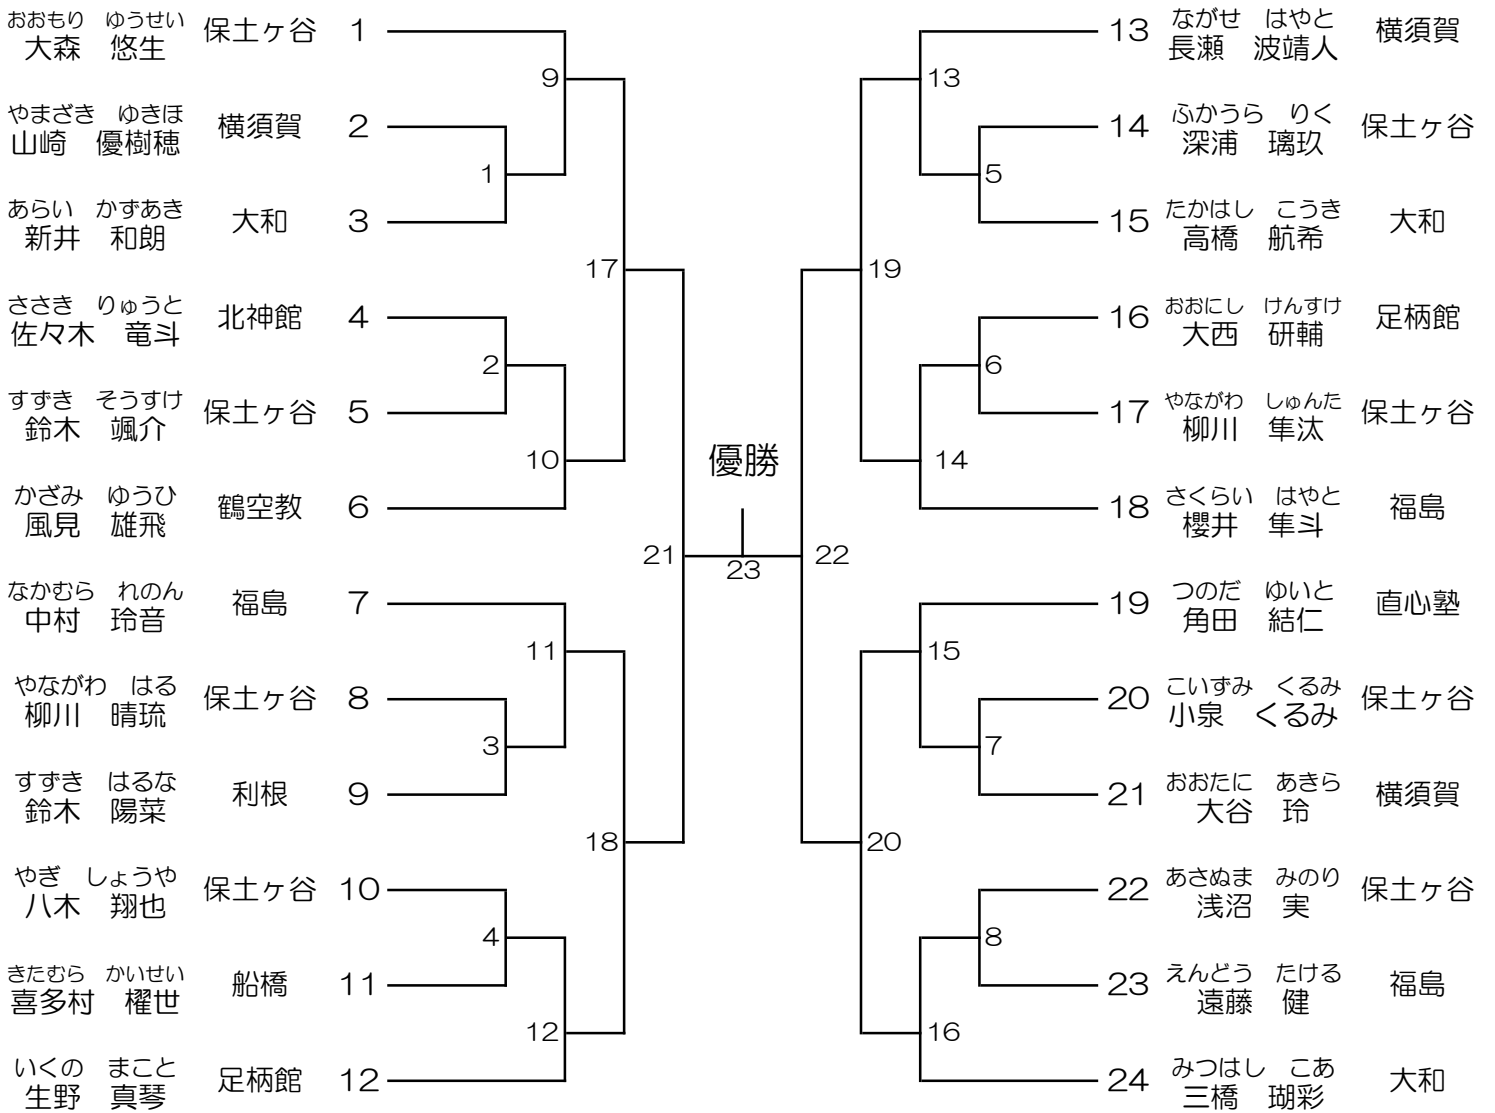 おおもり ゆうせい
大森 悠生 保土ヶ谷 1
やまざき ゆきほ
山崎 優樹穂 横須賀 2
あらい かずあき
新井 和朗 大和 3
ささき りゅうと
佐々木 竜斗 北神館 4
すずき そうすけ
鈴木 颯介 保土ヶ谷 5
かざみ ゆうひ
風見 雄飛 鶴空教 6
なかむら れのん
中村 玲音 福島 7
やながわ はる
柳川 晴琉 保土ヶ谷 8
すずき はるな
鈴木 陽菜 利根 9
やぎ しょうや
八木 翔也 保土ヶ谷 10
きたむら かいせい
喜多村 櫂世 船橋 11
いくの まこと
生野 真琴 足柄館 12
9
1
17
2
10
21
11
3
18
4
12
優勝
23
13
5
19
6
14
22
15
7
20
8
16
ながせ はやと
13 長瀬 波靖人 横須賀
ふかうら りく
14 深浦 璃玖 保土ヶ谷
たかはし こうき
15 高橋 航希 大和
おおにし けんすけ
16 大西 研輔 足柄館
やながわ しゅんた
17 柳川 隼汰 保土ヶ谷
さくらい はやと
18 櫻井 隼斗 福島
つのだ ゆいと
19 角田 結仁 直心塾
こいずみ くるみ
20 小泉 くるみ 保土ヶ谷
おおたに あきら
21 大谷 玲 横須賀
あさぬま みのり
22 浅沼 実 保土ヶ谷
えんどう たける
23 遠藤 健 福島
みつはし こあ
24 三橋 瑚彩 大和